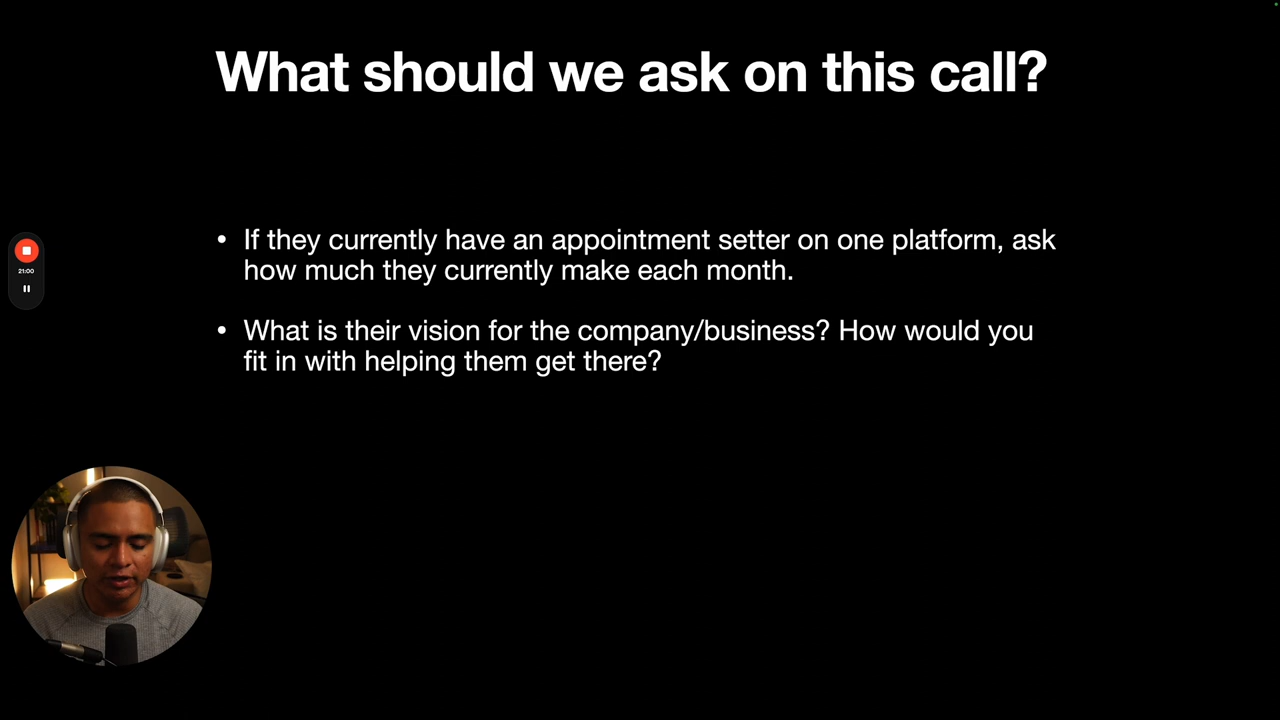 What should we ask on this call?
• If they currently have an appointment setter on one platform, ask
how much they currently make each month.
• What is their vision for the company/business? How would you
fit in with helping them get there?
21:00